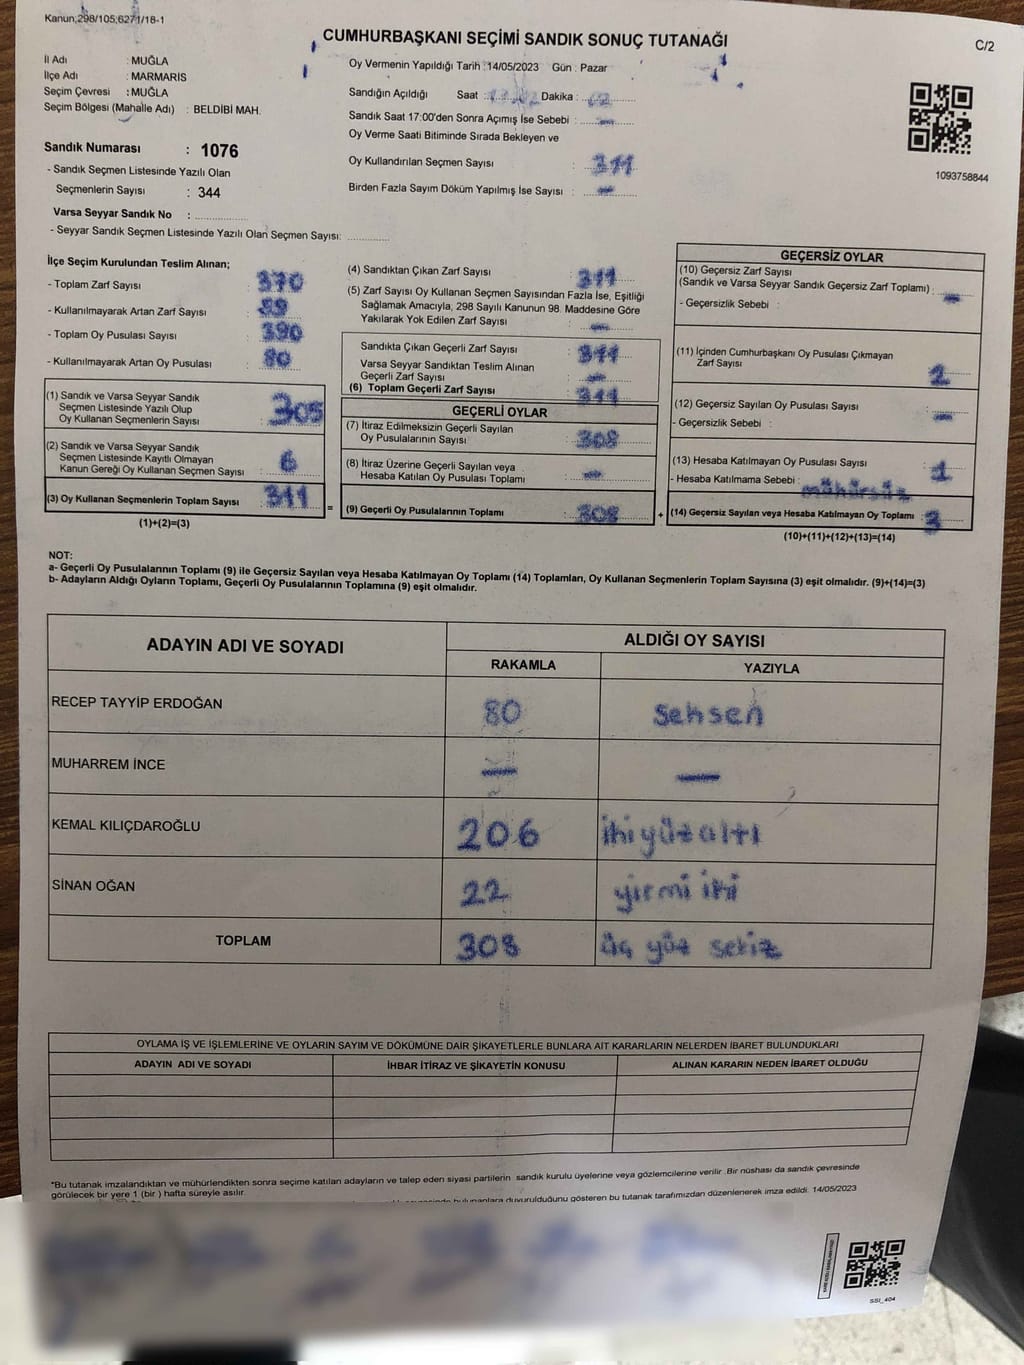 Kanun;298/105,6271/18-1
CUMHURBAŞKANI SEÇİMİ SANDIK SONUÇ TUTANAĞI
C/2
İl Adı : MUĞLA
İlçe Adı : MARMARİS
Seçim Çevresi : MUĞLA
Seçim Bölgesi (Mahalle Adı) : BELDİBİ MAH.
Oy Vermenin Yapıldığı Tarih :14/05/2023 Gün : Pazar
Sandığın Açıldığı Saat : Dakika :
Sandık Saat 17:00'den Sonra Açımış İse Sebebi : —
Oy Verme Saati Bitiminde Sırada Bekleyen ve
Oy Kullandırılan Seçmen Sayısı : 311
Birden Fazla Sayım Döküm Yapılmış İse Sayısı : —
1093758844
Sandık Numarası : 1076
- Sandık Seçmen Listesinde Yazılı Olan
Seçmenlerin Sayısı : 344
Varsa Seyyar Sandık No :
- Seyyar Sandık Seçmen Listesinde Yazılı Olan Seçmen Sayısı:
İlçe Seçim Kurulundan Teslim Alınan;
- Toplam Zarf Sayısı : 370
- Kullanılmayarak Artan Zarf Sayısı : 59
- Toplam Oy Pusulası Sayısı : 390
- Kullanılmayarak Artan Oy Pusulası : 80
(1) Sandık ve Varsa Seyyar Sandık
Seçmen Listesinde Yazılı Olup
Oy Kullanan Seçmenlerin Sayısı : 305
(2) Sandık ve Varsa Seyyar Sandık
Seçmen Listesinde Kayıtlı Olmayan
Kanun Gereği Oy Kullanan Seçmen Sayısı : 6
(3) Oy Kullanan Seçmenlerin Toplam Sayısı : 311
(1)+(2)=(3)
=
(4) Sandıktan Çıkan Zarf Sayısı : 311
(5) Zarf Sayısı Oy Kullanan Seçmen Sayısından Fazla İse, Eşitliği
Sağlamak Amacıyla, 298 Sayılı Kanunun 98. Maddesine Göre
Yakılarak Yok Edilen Zarf Sayısı : —
Sandıkta Çıkan Geçerli Zarf Sayısı : 311
Varsa Seyyar Sandıktan Teslim Alınan
Geçerli Zarf Sayısı : —
(6) Toplam Geçerli Zarf Sayısı : 311
GEÇERLİ OYLAR
(7) İtiraz Edilmeksizin Geçerli Sayılan
Oy Pusulalarının Sayısı : 308
(8) İtiraz Üzerine Geçerli Sayılan veya
Hesaba Katılan Oy Pusulası Toplamı : —
(9) Geçerli Oy Pusulalarının Toplamı : 308
+
GEÇERSİZ OYLAR
(10) Geçersiz Zarf Sayısı
(Sandık ve Varsa Seyyar Sandık Geçersiz Zarf Toplamı) : —
- Geçersizlik Sebebi :
(11) İçinden Cumhurbaşkanı Oy Pusulası Çıkmayan
Zarf Sayısı : 2
(12) Geçersiz Sayılan Oy Pusulası Sayısı : —
- Geçersizlik Sebebi :
(13) Hesaba Katılmayan Oy Pusulası Sayısı : 1
- Hesaba Katılmama Sebebi : mühürsüz
(14) Geçersiz Sayılan veya Hesaba Katılmayan Oy Toplamı : 3
(10)+(11)+(12)+(13)=(14)
NOT:
a- Geçerli Oy Pusulalarının Toplamı (9) ile Geçersiz Sayılan veya Hesaba Katılmayan Oy Toplamı (14) Toplamları, Oy Kullanan Seçmenlerin Toplam Sayısına (3) eşit olmalıdır. (9)+(14)=(3)
b- Adayların Aldığı Oyların Toplamı, Geçerli Oy Pusulalarının Toplamına (9) eşit olmalıdır.
ADAYIN ADI VE SOYADI ALDIĞI OY SAYISI
RAKAMLA YAZIYLA
RECEP TAYYİP ERDOĞAN 80 seksen
MUHARREM İNCE — —
KEMAL KILIÇDAROĞLU 206 ikiyüzaltı
SİNAN OĞAN 22 yirmi iki
TOPLAM 308 üç yüz sekiz
OYLAMA İŞ VE İŞLEMLERİNE VE OYLARIN SAYIM VE DÖKÜMÜNE DAİR ŞİKAYETLERLE BUNLARA AİT KARARLARIN NELERDEN İBARET BULUNDUKLARI
ADAYIN ADI VE SOYADI İHBAR İTİRAZ VE ŞİKAYETİN KONUSU ALINAN KARARIN NEDEN İBARET OLDUĞU
*Bu tutanak imzalandıktan ve mühürlendikten sonra seçime katılan adayların ve talep eden siyasi partilerin sandık kurulu üyelerine veya gözlemcilerine verilir .Bir nüshası da sandık çevresinde
görülecek bir yere 1 (bir ) hafta süreyle asılır.
bulunanlara duyurulduğunu gösteren bu tutanak tarafımızdan düzenlenerek imza edildi. 14/05/2023
SSI_404